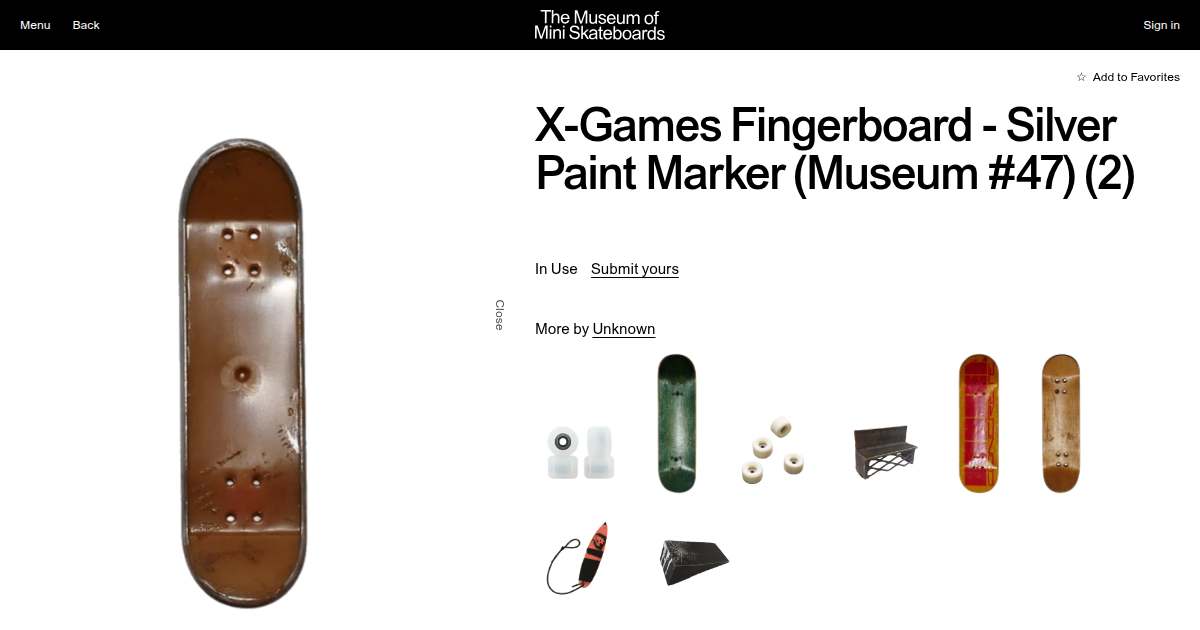 Menu
Back
The Museum of
Mini Skateboards
Sign in
☆ Add to Favorites
X-Games Fingerboard - Silver
Paint Marker (Museum #47) (2)
In Use Submit yours
Close
More by Unknown